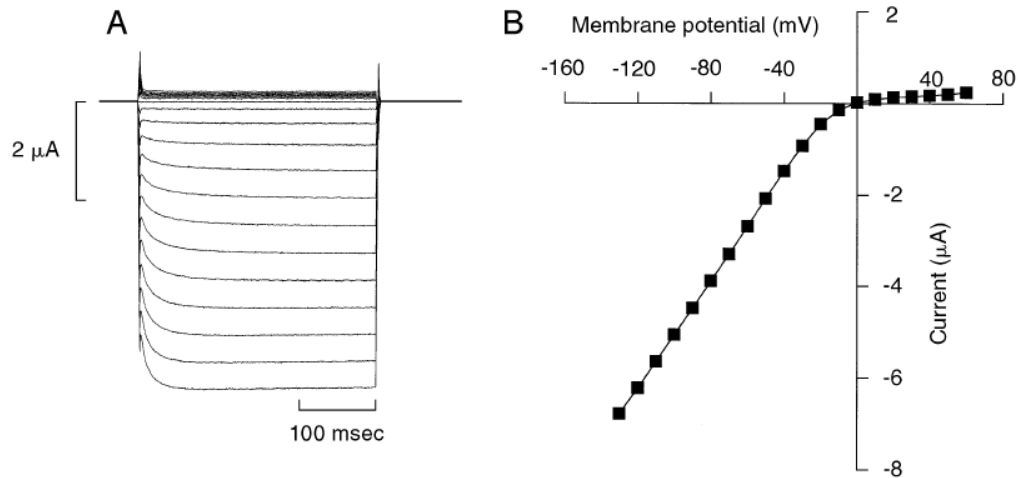 A
2 μA
100 msec
B
Membrane potential (mV)
-160 -120 -80 -40 40 80
2
-2
-4
-6
-8
Current (μA)